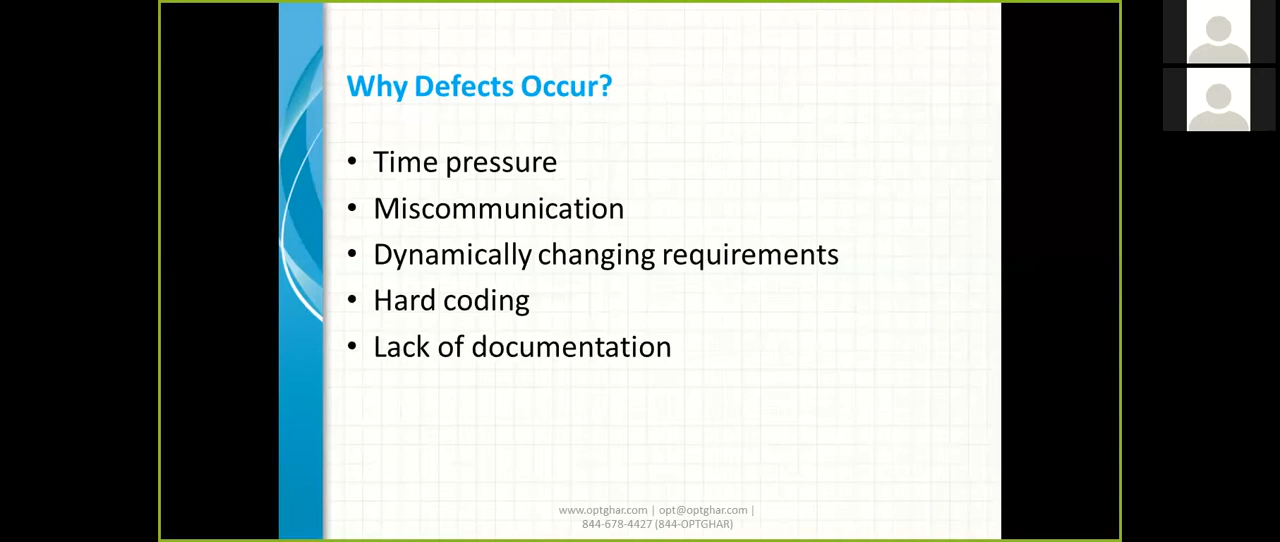 Why Defects Occur?
• Time pressure
• Miscommunication
• Dynamically changing requirements
• Hard coding
• Lack of documentation
www.optghar.com | opt@optghar.com |
844-678-4427 (844-OPTGHAR)